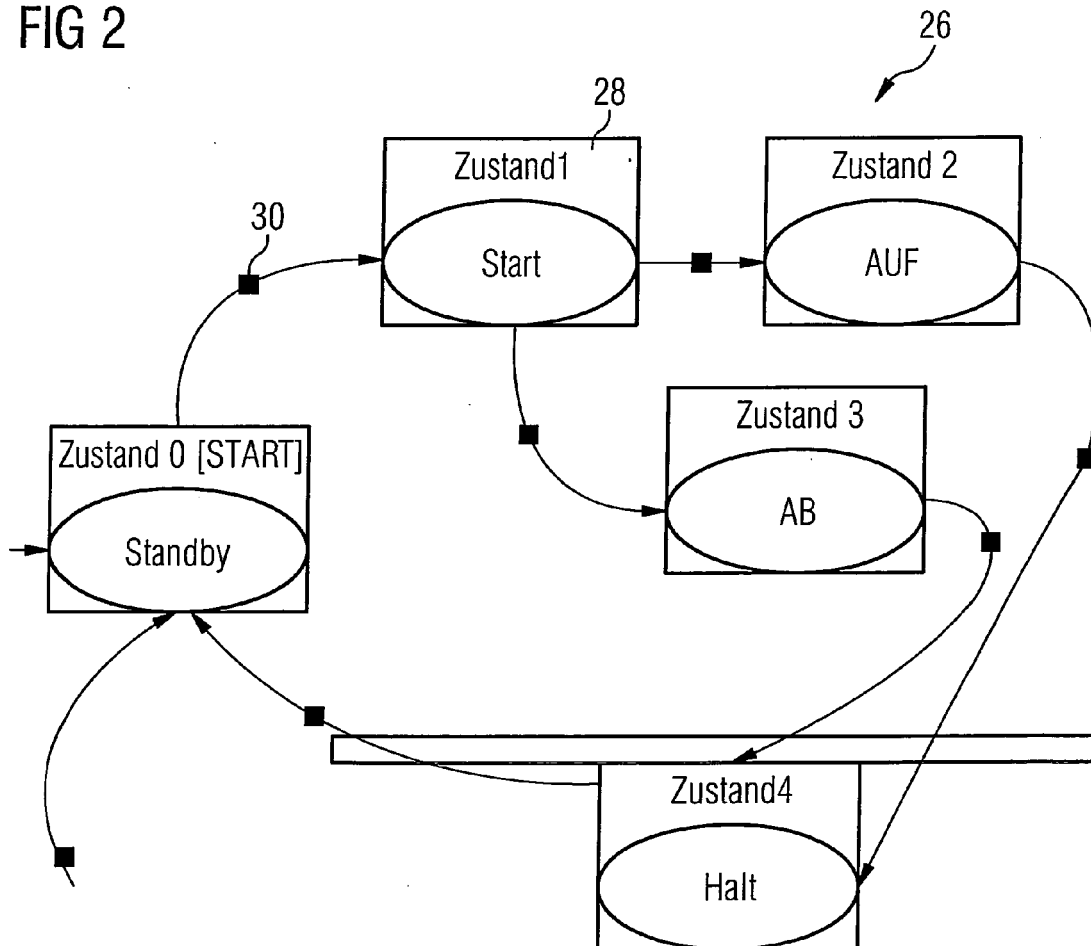 FIG 2
26
28
Zustand1
Zustand 2
30
Start
AUF
Zustand 3
Zustand 0 [START]
AB
Standby
Zustand4
Halt